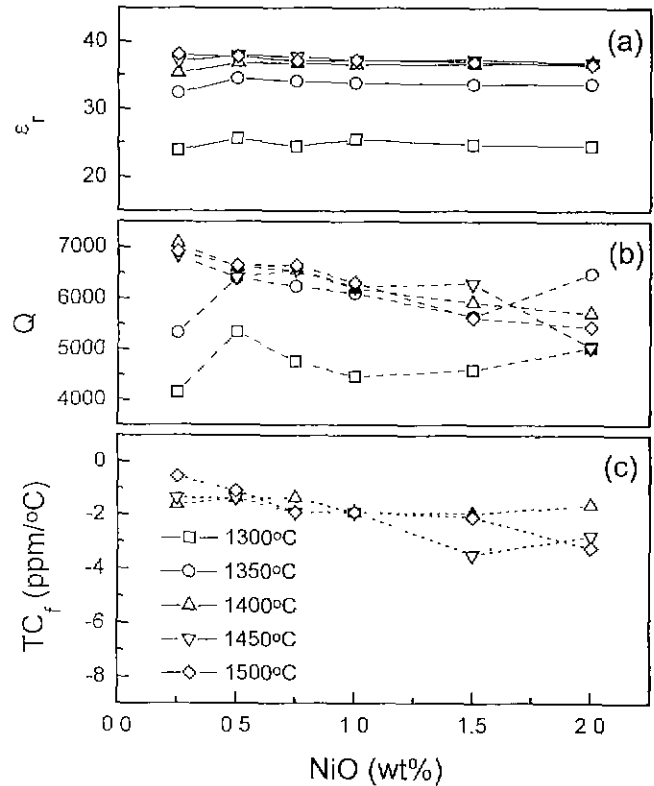 (a)
40
30
20
εr
(b)
7000
6000
5000
4000
Q
(c)
0
-2
-4
-6
-8
TCf (ppm/ºC)
1300ºC
1350ºC
1400ºC
1450ºC
1500ºC
0 0 0 5 1 0 1 5 2 0
NiO (wt%)